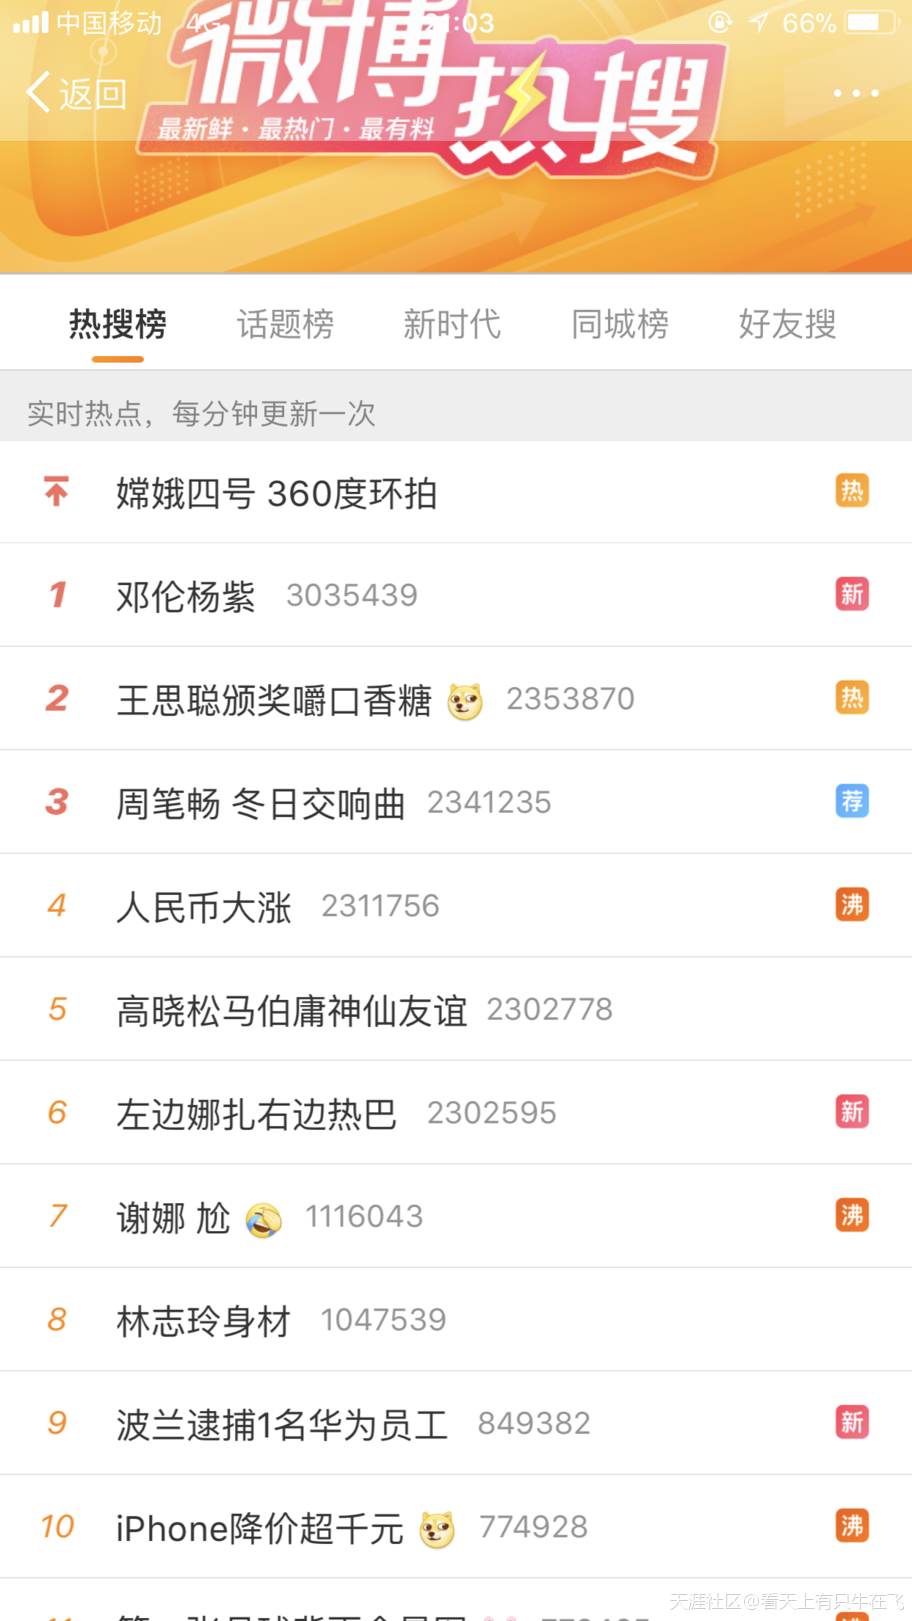 中国移动 4G :03 66%
微博热搜
返回
最新鲜·最热门·最有料
热搜榜 话题榜 新时代 同城榜 好友搜
实时热点，每分钟更新一次
嫦娥四号 360度环拍 热
1 邓伦杨紫 3035439 新
2 王思聪颁奖嚼口香糖 2353870 热
3 周笔畅 冬日交响曲 2341235 荐
4 人民币大涨 2311756 沸
5 高晓松马伯庸神仙友谊 2302778
6 左边娜扎右边热巴 2302595 新
7 谢娜 尬 1116043 沸
8 林志玲身材 1047539
9 波兰逮捕1名华为员工 849382 新
10 iPhone降价超千元 774928 沸
天涯社区@看天上有只牛在飞